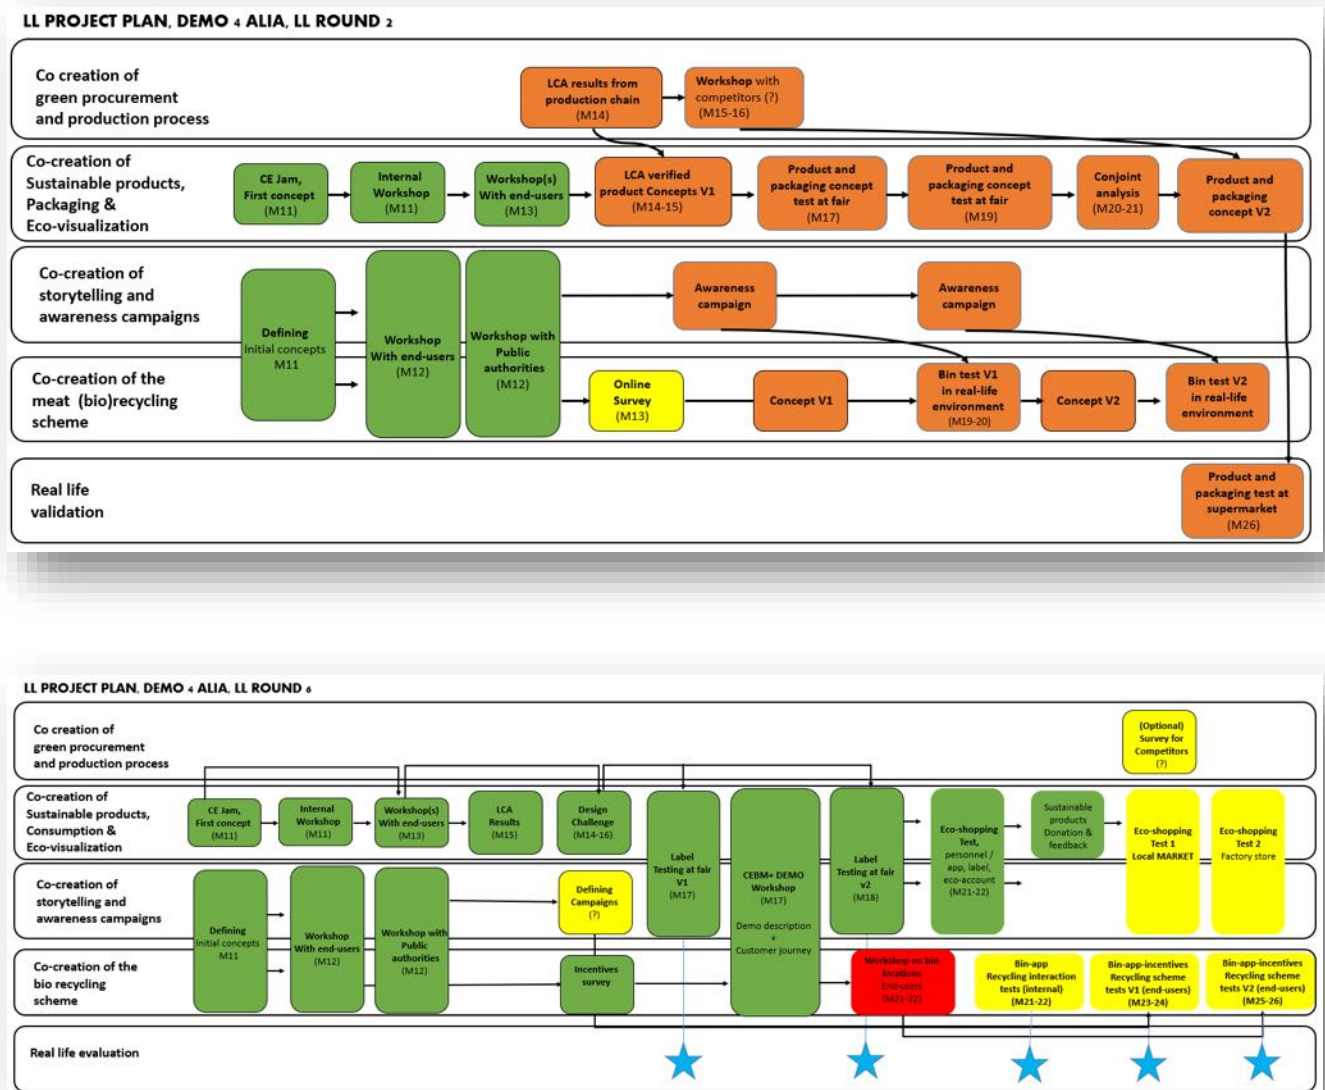 LL PROJECT PLAN, DEMO 4 ALIA, LL ROUND 2
Co creation of
green procurement
and production process
LCA results from
production chain
(M14)
Workshop with
competitors (?)
(M15-16)
Co-creation of
Sustainable products,
Packaging &
Eco-visualization
CE Jam,
First concept
(M11)
Internal
Workshop
(M11)
Workshop(s)
With end-users
(M13)
LCA verified
product Concepts V1
(M14-15)
Product and
packaging concept
test at fair
(M17)
Product and
packaging concept
test at fair
(M19)
Conjoint
analysis
(M20-21)
Product and
packaging
concept V2
Co-creation of
storytelling and
awareness campaigns
Defining
Initial concepts
M11
Workshop
With end-users
(M12)
Workshop with
Public
authorities
(M12)
Awareness
campaign
Awareness
campaign
Co-creation of the
meat (bio)recycling
scheme
Online
Survey
(M13)
Concept V1
Bin test V1
in real-life
environment
(M19-20)
Concept V2
Bin test V2
in real-life
environment
Real life
validation
Product and
packaging test at
supermarket
(M26)
LL PROJECT PLAN, DEMO 4 ALIA, LL ROUND 6
Co creation of
green procurement
and production process
(Optional)
Survey for
Competitors
(?)
Co-creation of
Sustainable products,
Consumption &
Eco-visualization
CE Jam,
First concept
(M11)
Internal
Workshop
(M11)
Workshop(s)
With end-users
(M13)
LCA
Results
(M15)
Design
Challenge
(M14-16)
Label
Testing at fair
V1
(M17)
CEBM+ DEMO
Workshop
(M17)
Demo description
+
Customer journey
Label
Testing at fair
v2
(M18)
Eco-shopping
Test,
personnel /
app, label,
eco-account
(M21-22)
Sustainable
products
Donation &
feedback
Eco-shopping
Test 1
Local MARKET
Eco-shopping
Test 2
Factory store
Co-creation of
storytelling and
awareness campaigns
Defining
Initial concepts
M11
Workshop
With end-users
(M12)
Workshop with
Public
authorities
(M12)
Defining
Campaigns
(?)
Co-creation of the
bio recycling
scheme
Incentives
survey
Workshop on bin
locations
End-users
(M21-22)
Bin-app
Recycling interaction
tests (internal)
(M21-22)
Bin-app-incentives
Recycling scheme
tests V1 (end-users)
(M23-24)
Bin-app-incentives
Recycling scheme
tests V2 (end-users)
(M25-26)
Real life evaluation